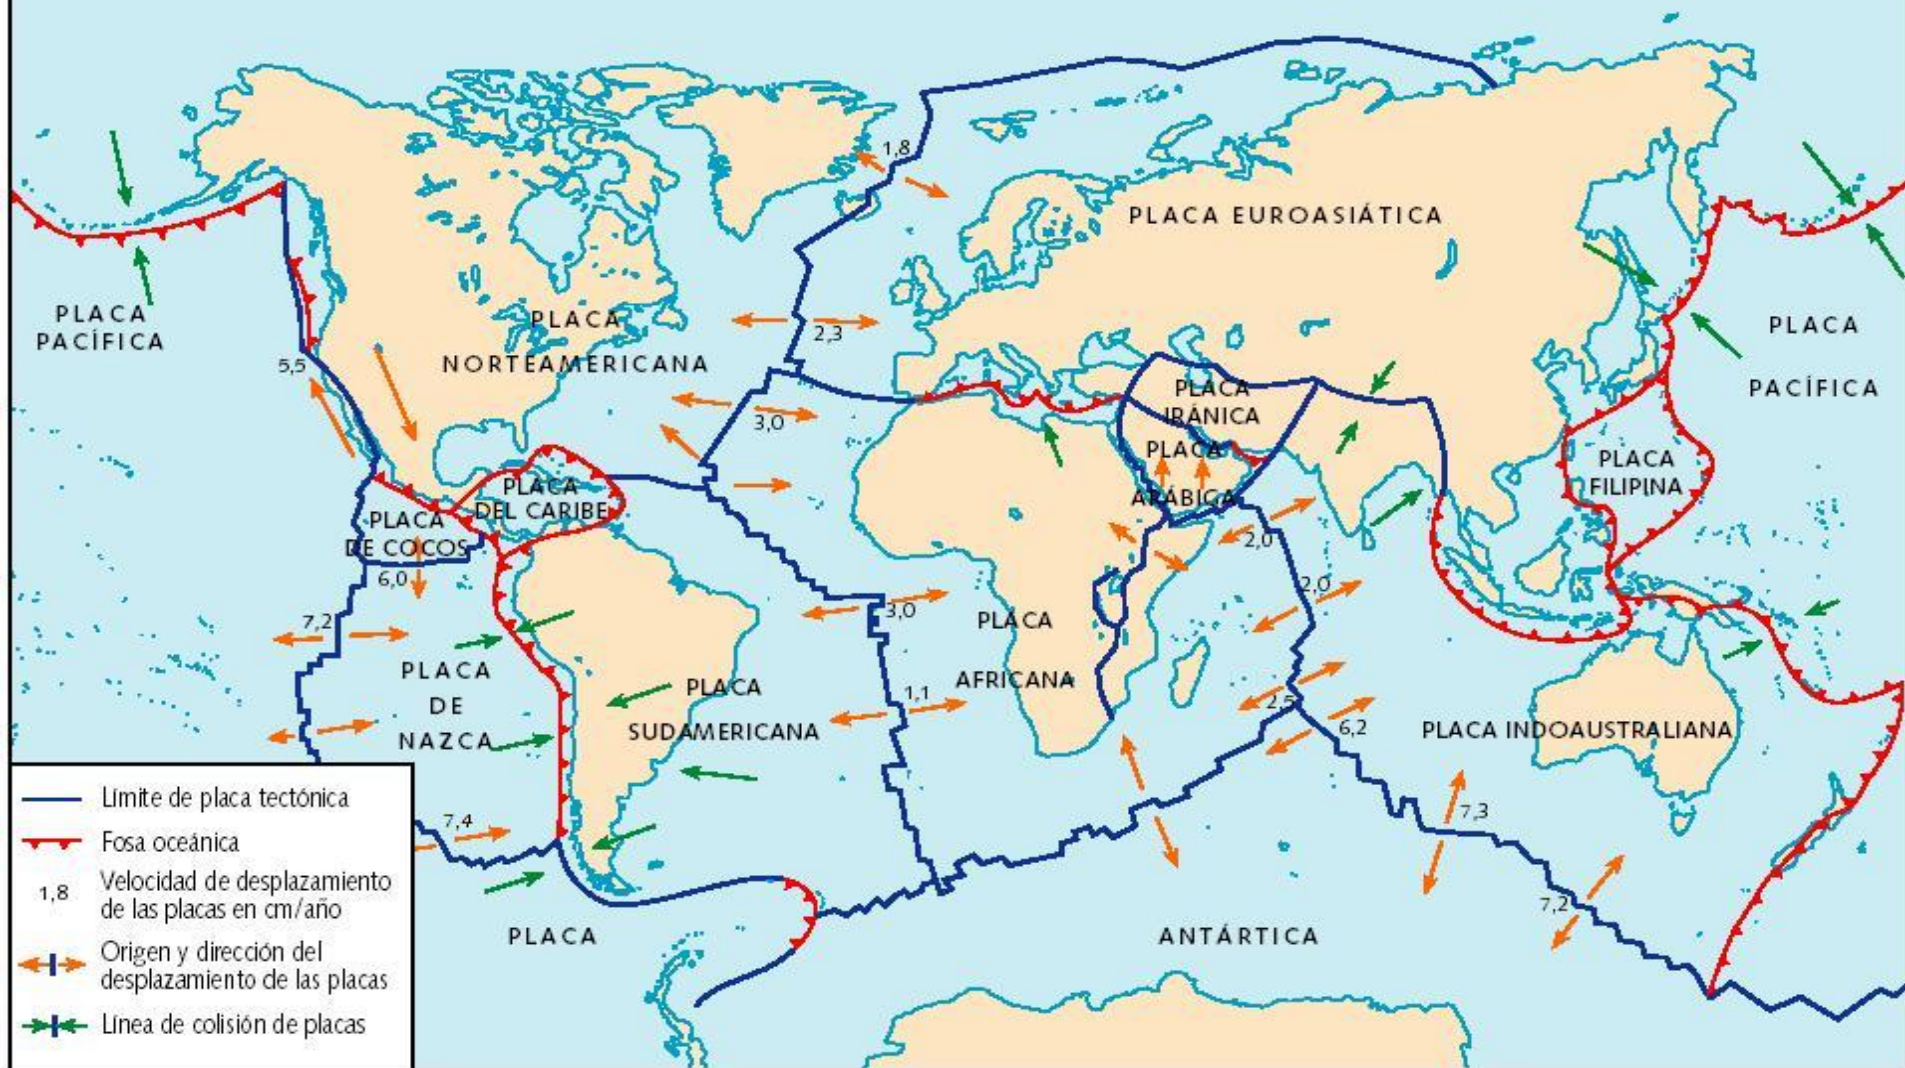 1,8
PLACA EUROASIÁTICA
PLACA
PACÍFICA
PLACA
NORTEAMERICANA
2,3
5,5
3,0
PLACA
IRÁNICA
PLACA
ARÁBICA
PLACA
PACÍFICA
PLACA
FILIPINA
PLACA
DEL CARIBE
PLACA
DE COCOS
6,0
7,2
2,0
2,0
3,0
PLACA
AFRICANA
PLACA
DE
NAZCA
PLACA
SUDAMERICANA
1,1
2,5
6,2
PLACA INDOAUSTRALIANA
7,4
7,3
7,2
PLACA
ANTÁRTICA
Límite de placa tectónica
Fosa oceánica
1,8
Velocidad de desplazamiento
de las placas en cm/año
Origen y dirección del
desplazamiento de las placas
Línea de colisión de placas